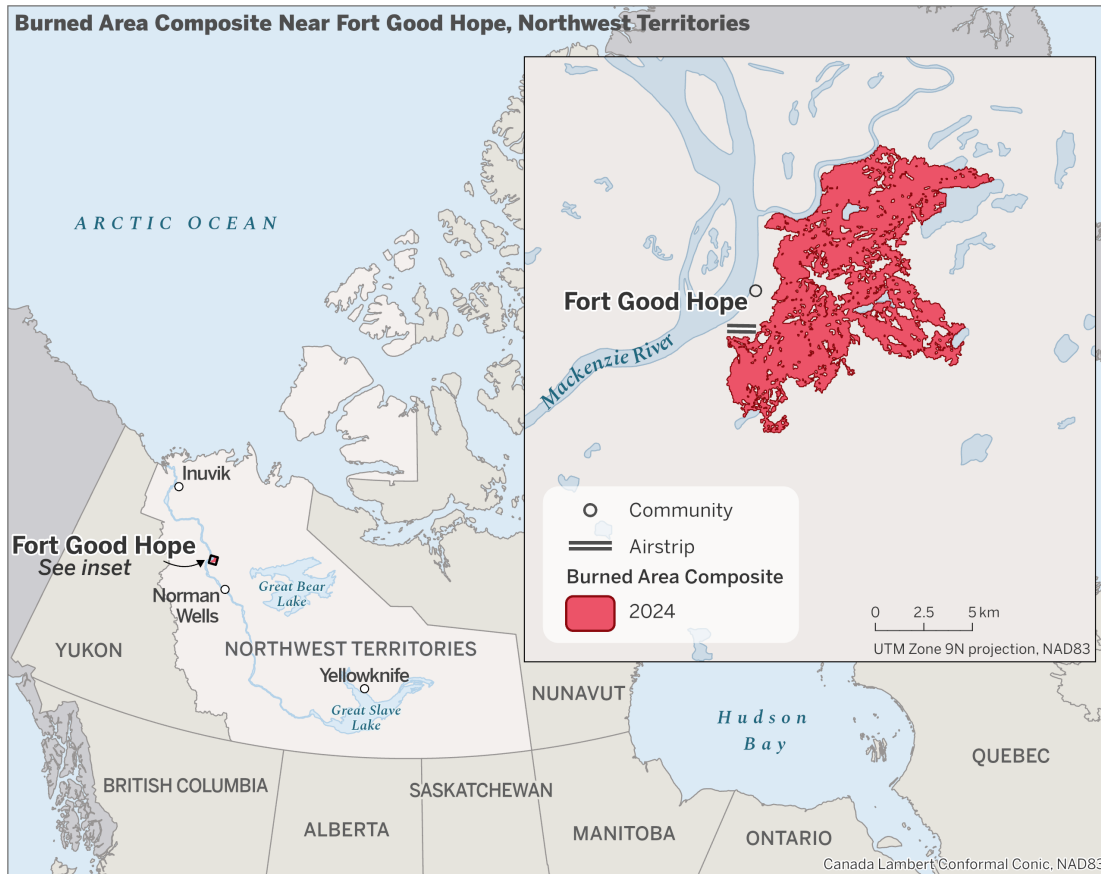 Burned Area Composite Near Fort Good Hope, Northwest Territories
ARCTIC OCEAN
Fort Good Hope
Mackenzie River
Community
Airstrip
Burned Area Composite
2024
0 2.5 5 km
UTM Zone 9N projection, NAD83
Inuvik
Fort Good Hope
See inset
Norman
Wells
Great Bear
Lake
YUKON
NORTHWEST TERRITORIES
Yellowknife
Great Slave
Lake
NUNAVUT
Hudson
Bay
QUEBEC
BRITISH COLUMBIA
SASKATCHEWAN
ALBERTA
MANITOBA
ONTARIO
Canada Lambert Conformal Conic, NAD83